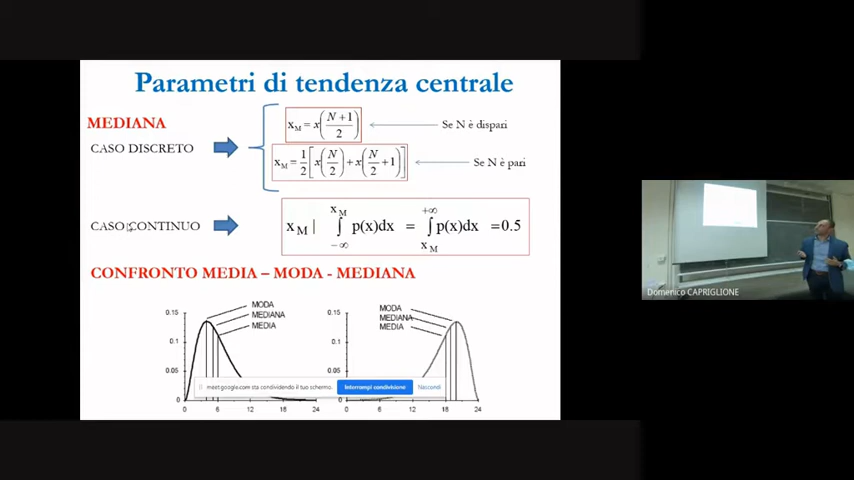 Parametri di tendenza centrale
MEDIANA
CASO DISCRETO
x_M = x((N+1)/2)
Se N è dispari
x_M = 1/2 [x(N/2) + x(N/2 + 1)]
Se N è pari
CASO CONTINUO
x_M | ∫_{-∞}^{x_M} p(x)dx = ∫_{x_M}^{+∞} p(x)dx = 0.5
CONFRONTO MEDIA – MODA - MEDIANA
MODA
MEDIANA
MEDIA
0.15
0.1
0.05
0
0 6 12 18 24
MODA
MEDIANA
MEDIA
0.15
0.1
0.05
0
0 6 12 18 24
meet.google.com sta condividendo il tuo schermo.
Interrompi condivisione
Nascondi
Domenico CAPRIGLIONE